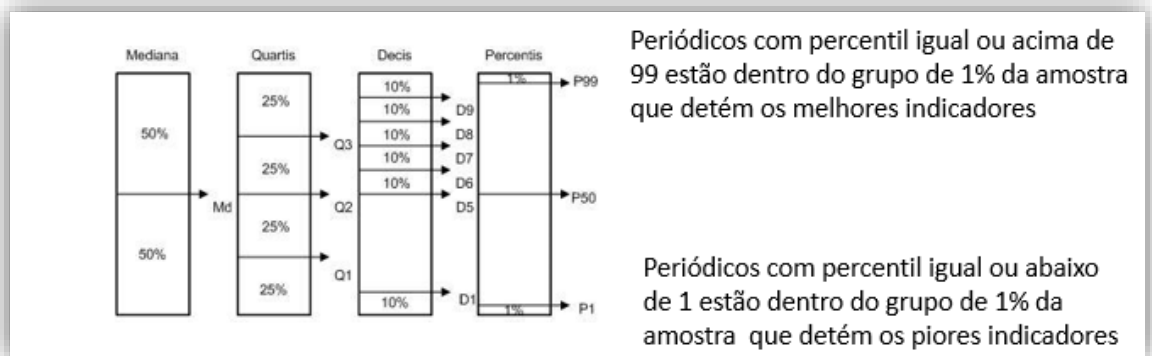 Mediana
Quartis
Decis
Percentis
50%
50%
Md
25%
25%
25%
25%
Q3
Q2
Q1
10%
10%
10%
10%
10%
10%
D9
D8
D7
D6
D5
D1
1%
1%
P99
P50
P1
Periódicos com percentil igual ou acima de
99 estão dentro do grupo de 1% da amostra
que detém os melhores indicadores
Periódicos com percentil igual ou abaixo
de 1 estão dentro do grupo de 1% da
amostra que detém os piores indicadores